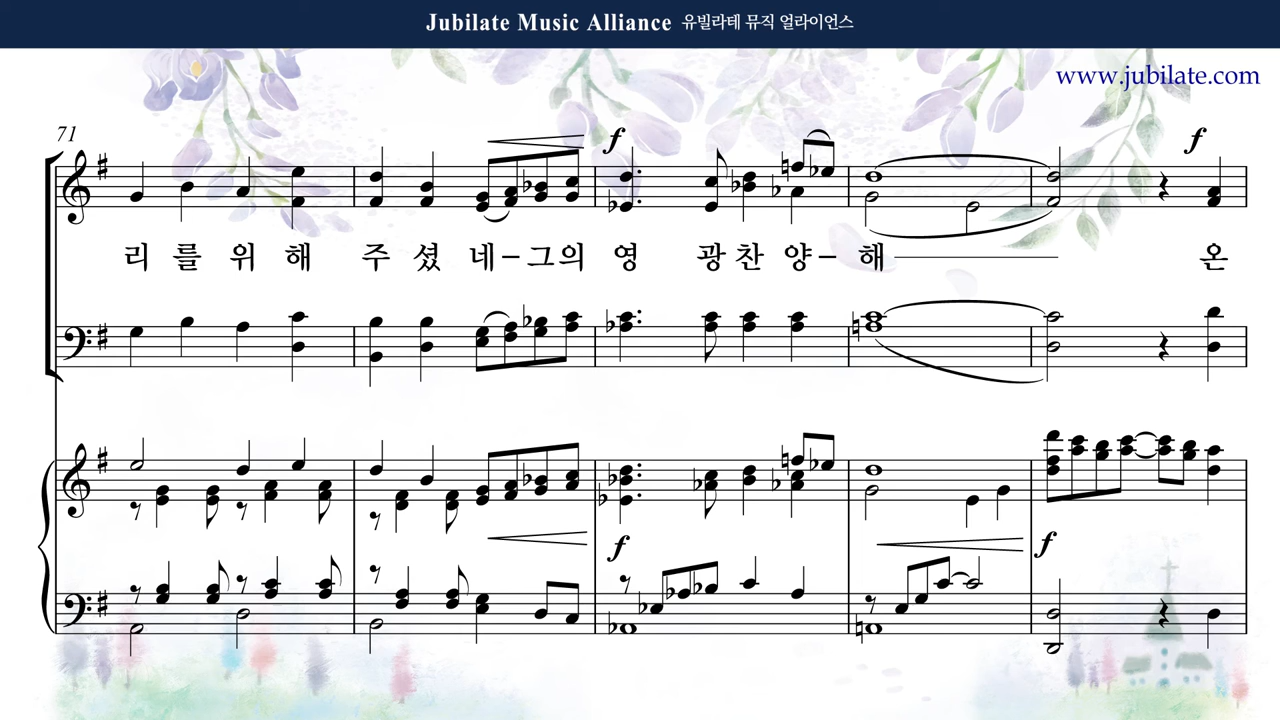 Jubilate Music Alliance 유빌라테 뮤직 얼라이언스
www.jubilate.com
71
f f
리 를 위 해 주 셨 네 – 그 의 영 광 찬 양 – 해 온
f f